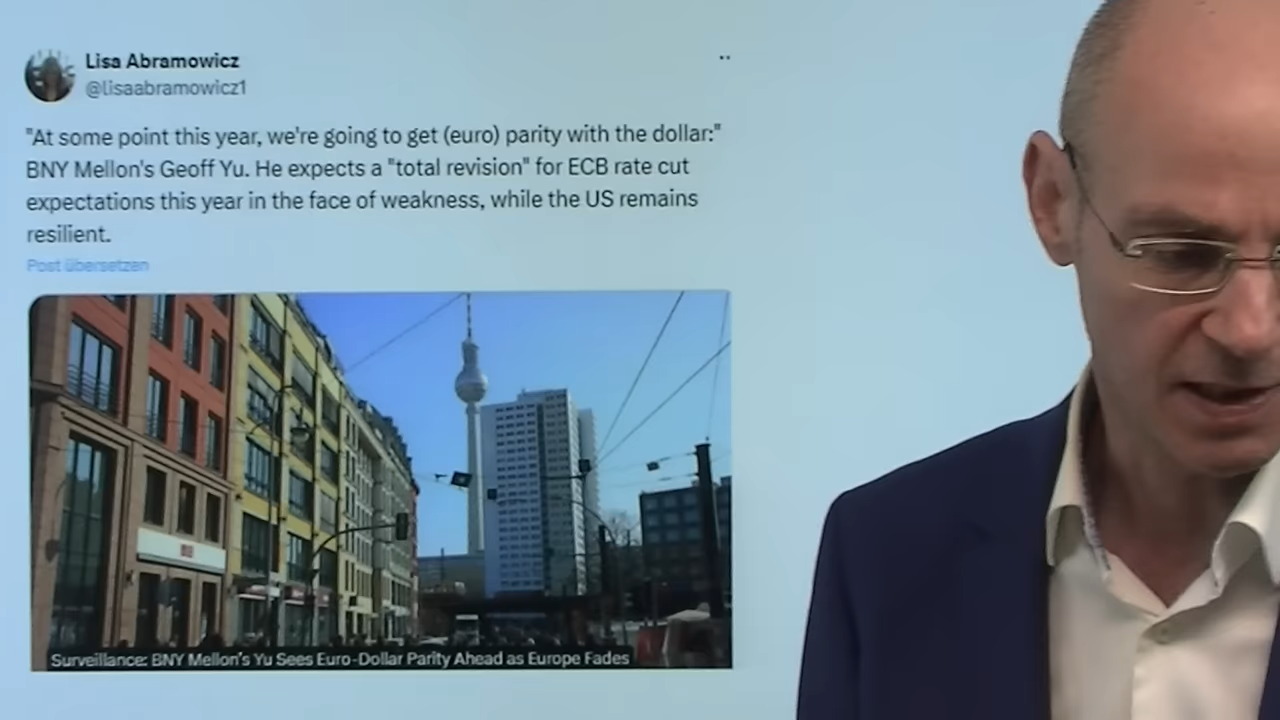 Lisa Abramowicz
@lisaabramowicz1
"At some point this year, we're going to get (euro) parity with the dollar:"
BNY Mellon's Geoff Yu. He expects a "total revision" for ECB rate cut
expectations this year in the face of weakness, while the US remains
resilient.
Post übersetzen
Surveillance: BNY Mellon's Yu Sees Euro-Dollar Parity Ahead as Europe Fades